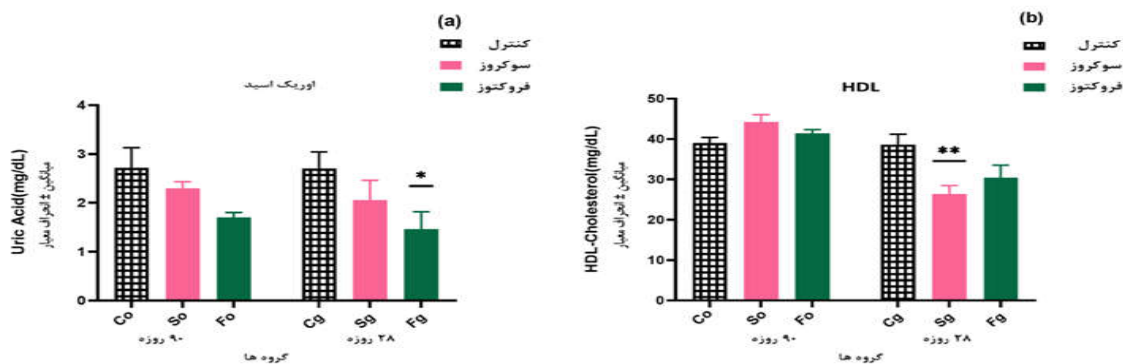 (a)
کنترل
سوکروز
فروکتوز
اوریک اسید
Uric Acid(mg/dL)
میانگین ± انحراف معیار
4
3
2
1
0
*
Co
So
Fo
Cg
Sg
Fg
۹۰ روزه
۳۸ روزه
گروه ها
(b)
کنترل
سوکروز
فروکتوز
HDL
HDL-Cholesterol(mg/dL)
میانگین ± انحراف معیار
50
40
30
20
10
0
**
Co
So
Fo
Cg
Sg
Fg
۹۰ روزه
۳۸ روزه
گروه ها